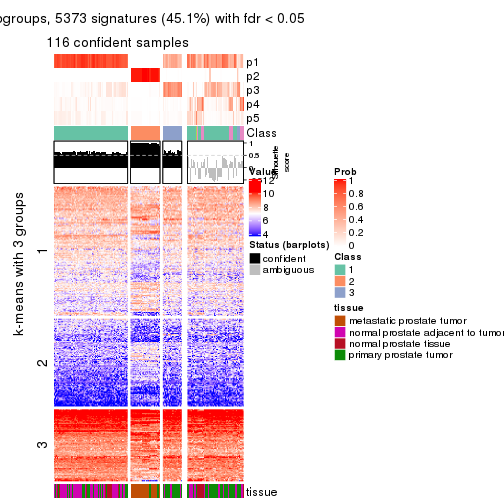 ogroups, 5373 signatures (45.1%) with fdr < 0.05
116 confident samples
p1
p2
p3
p4
p5
Class
1
0.5
0
Silhouette
score
k-means with 3 groups
1
2
3
tissue
Value
12
10
8
6
4
Status (barplots)
confident
ambiguous
Prob
1
0.8
0.6
0.4
0.2
0
Class
1
2
3
tissue
metastatic prostate tumor
normal prostate adjacent to tumor
normal prostate tissue
primary prostate tumor